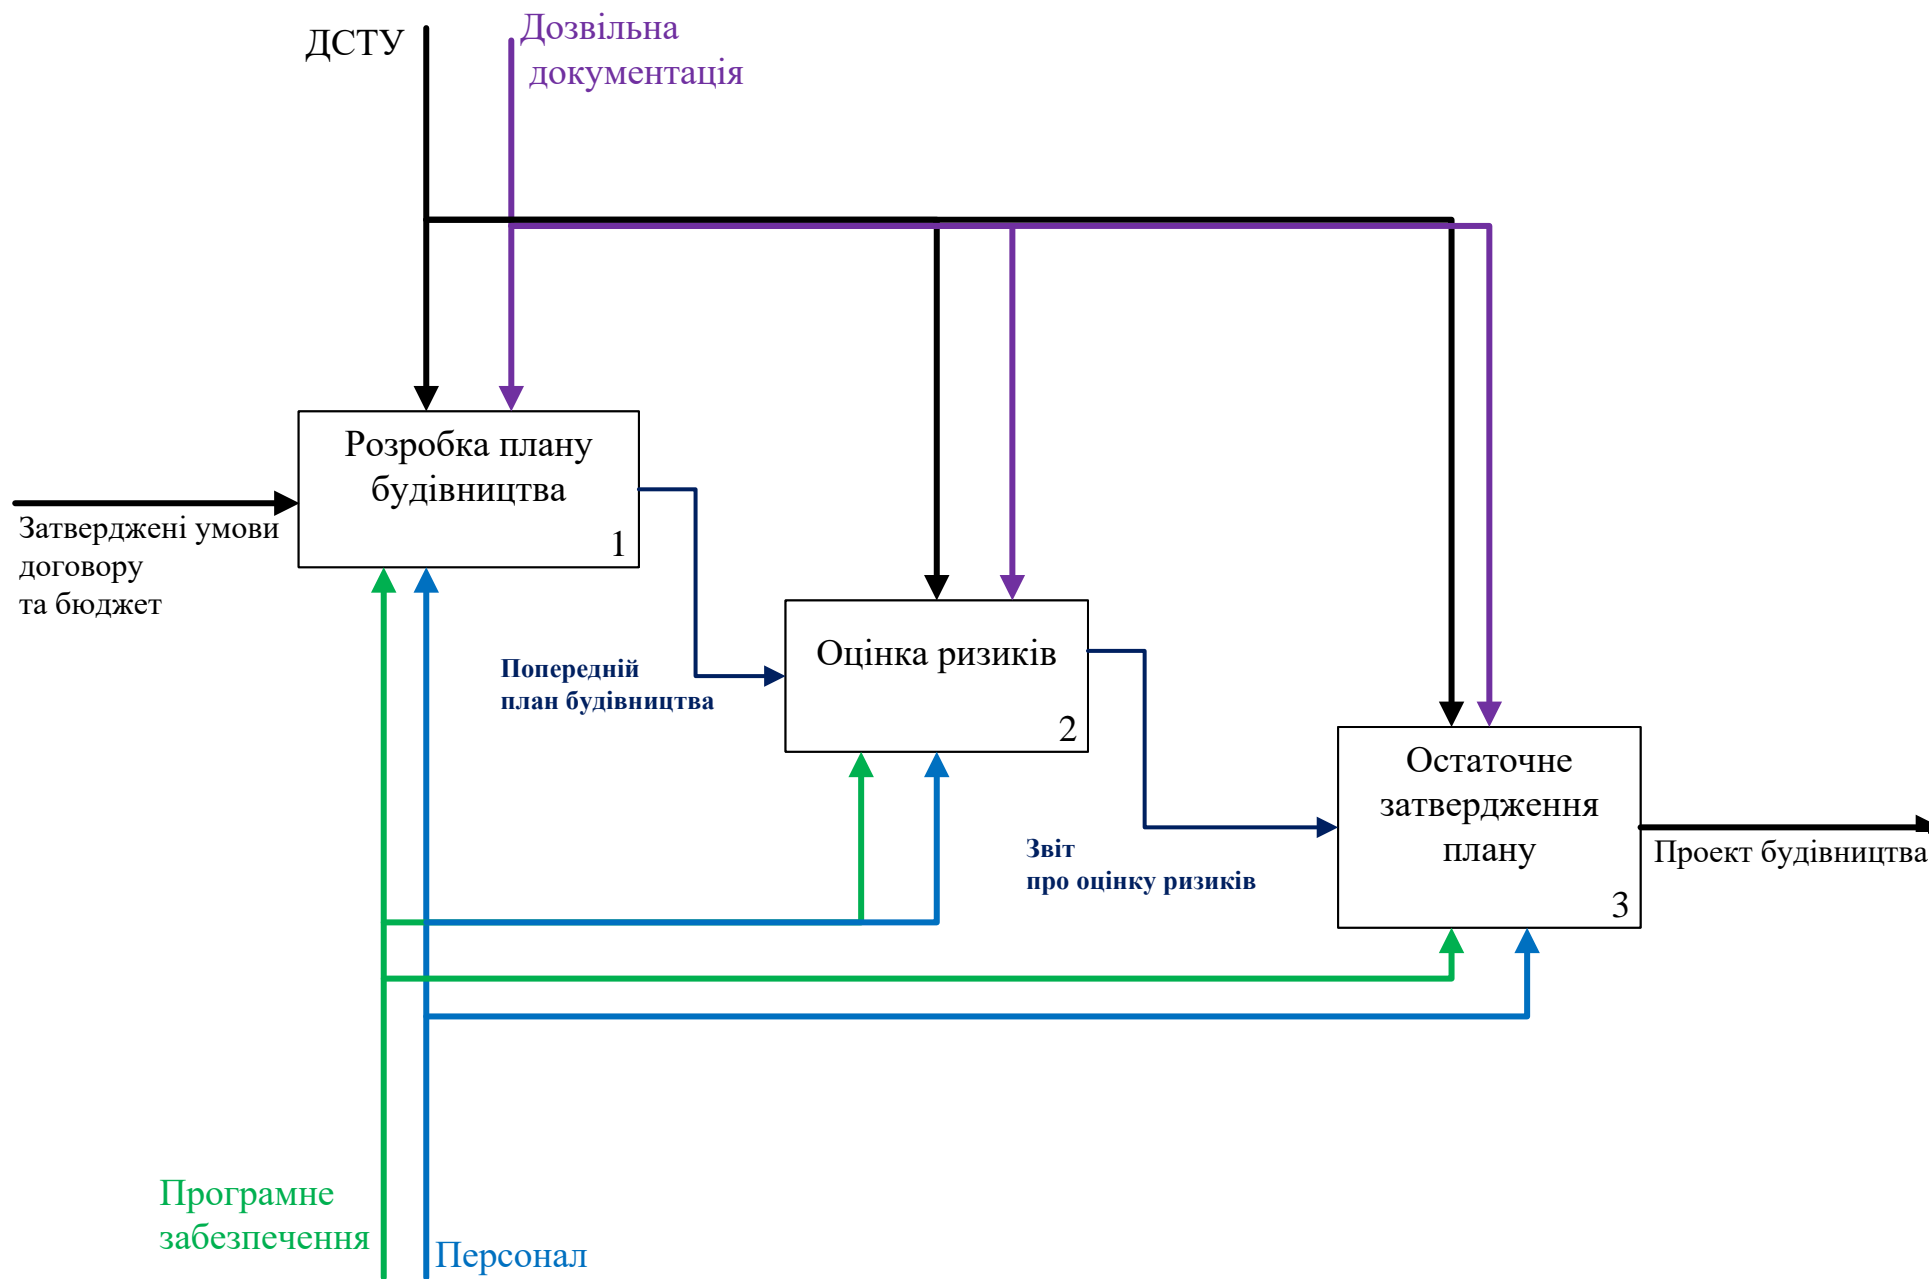 ДСТУ
Дозвільна
документація
Розробка плану
будівництва
1
Затверджені умови
договору
та бюджет
Попередній
план будівництва
Оцінка ризиків
2
Звіт
про оцінку ризиків
Остаточне
затвердження
плану
3
Проект будівництва
Програмне
забезпечення
Персонал